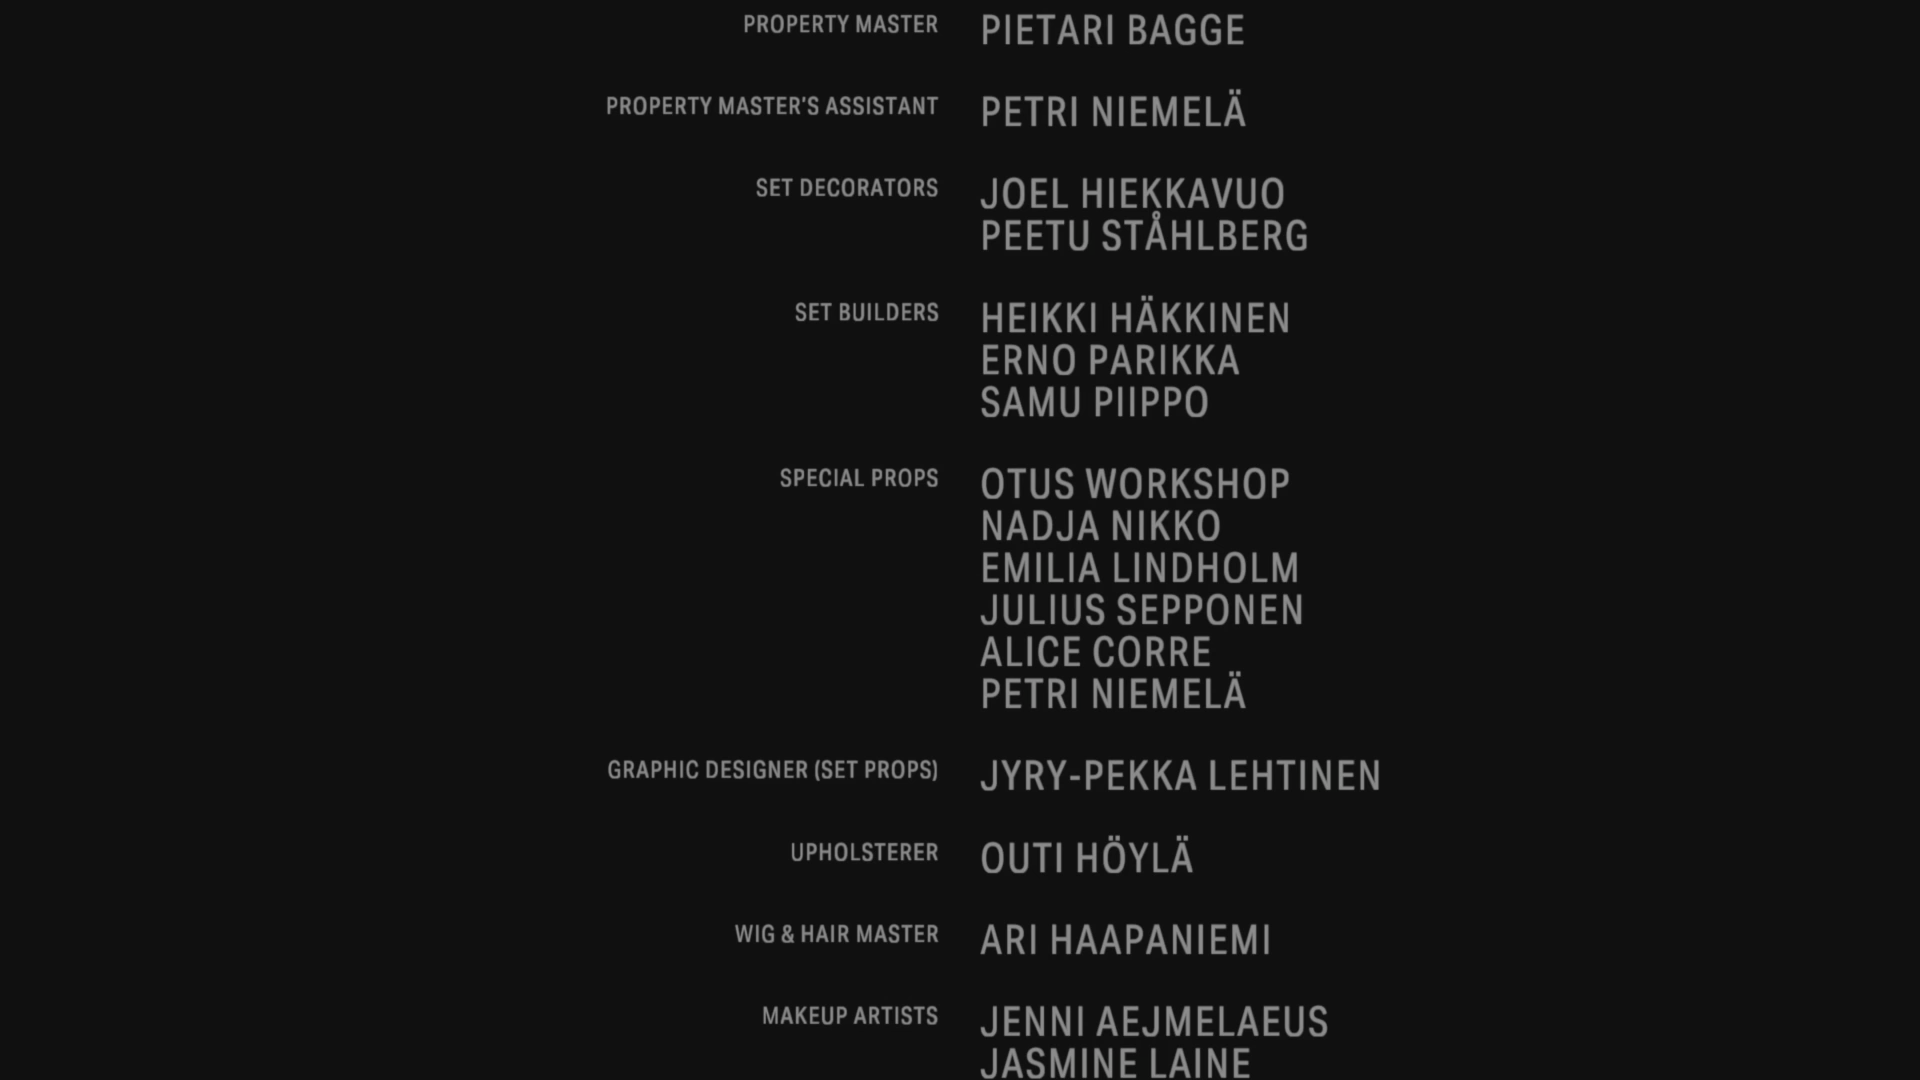 PROPERTY MASTER PIETARI BAGGE
PROPERTY MASTER'S ASSISTANT PETRI NIEMELÄ
SET DECORATORS JOEL HIEKKAVUO
PEETU STÅHLBERG
SET BUILDERS HEIKKI HÄKKINEN
ERNO PARIKKA
SAMU PIIPPO
SPECIAL PROPS OTUS WORKSHOP
NADJA NIKKO
EMILIA LINDHOLM
JULIUS SEPPONEN
ALICE CORRE
PETRI NIEMELÄ
GRAPHIC DESIGNER (SET PROPS) JYRY-PEKKA LEHTINEN
UPHOLSTERER OUTI HÖYLÄ
WIG & HAIR MASTER ARI HAAPANIEMI
MAKEUP ARTISTS JENNI AEJMELAEUS
JASMINE LAINE